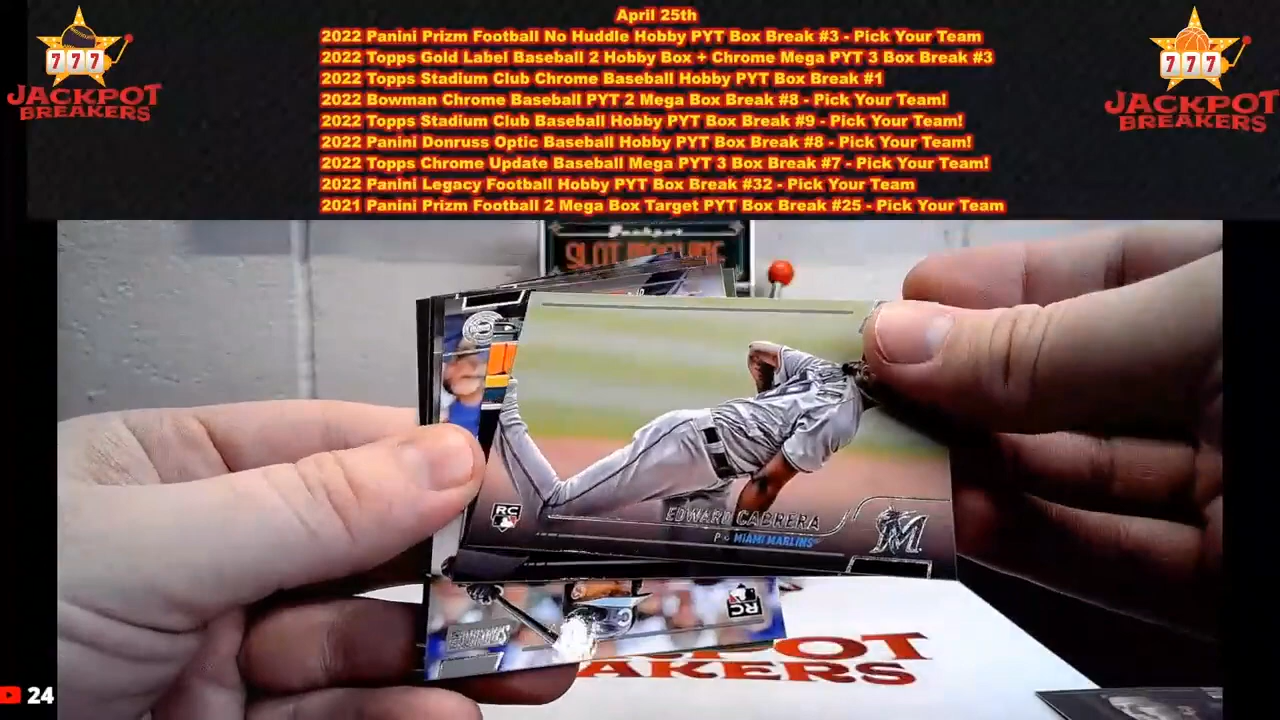 April 25th
2022 Panini Prizm Football No Huddle Hobby PYT Box Break #3 - Pick Your Team
2022 Topps Gold Label Baseball 2 Hobby Box + Chrome Mega PYT 3 Box Break #3
2022 Topps Stadium Club Chrome Baseball Hobby PYT Box Break #1
2022 Bowman Chrome Baseball PYT 2 Mega Box Break #8 - Pick Your Team!
2022 Topps Stadium Club Baseball Hobby PYT Box Break #9 - Pick Your Team!
2022 Panini Donruss Optic Baseball Hobby PYT Box Break #8 - Pick Your Team!
2022 Topps Chrome Update Baseball Mega PYT 3 Box Break #7 - Pick Your Team!
2022 Panini Legacy Football Hobby PYT Box Break #32 - Pick Your Team
2021 Panini Prizm Football 2 Mega Box Target PYT Box Break #25 - Pick Your Team
777
JACKPOT
BREAKERS
777
JACKPOT
BREAKERS
Jackpot
SLOT MACHINE
RC
EDWARD CABRERA
P MIAMI MARLINS
M
RC
POT
AKERS
24